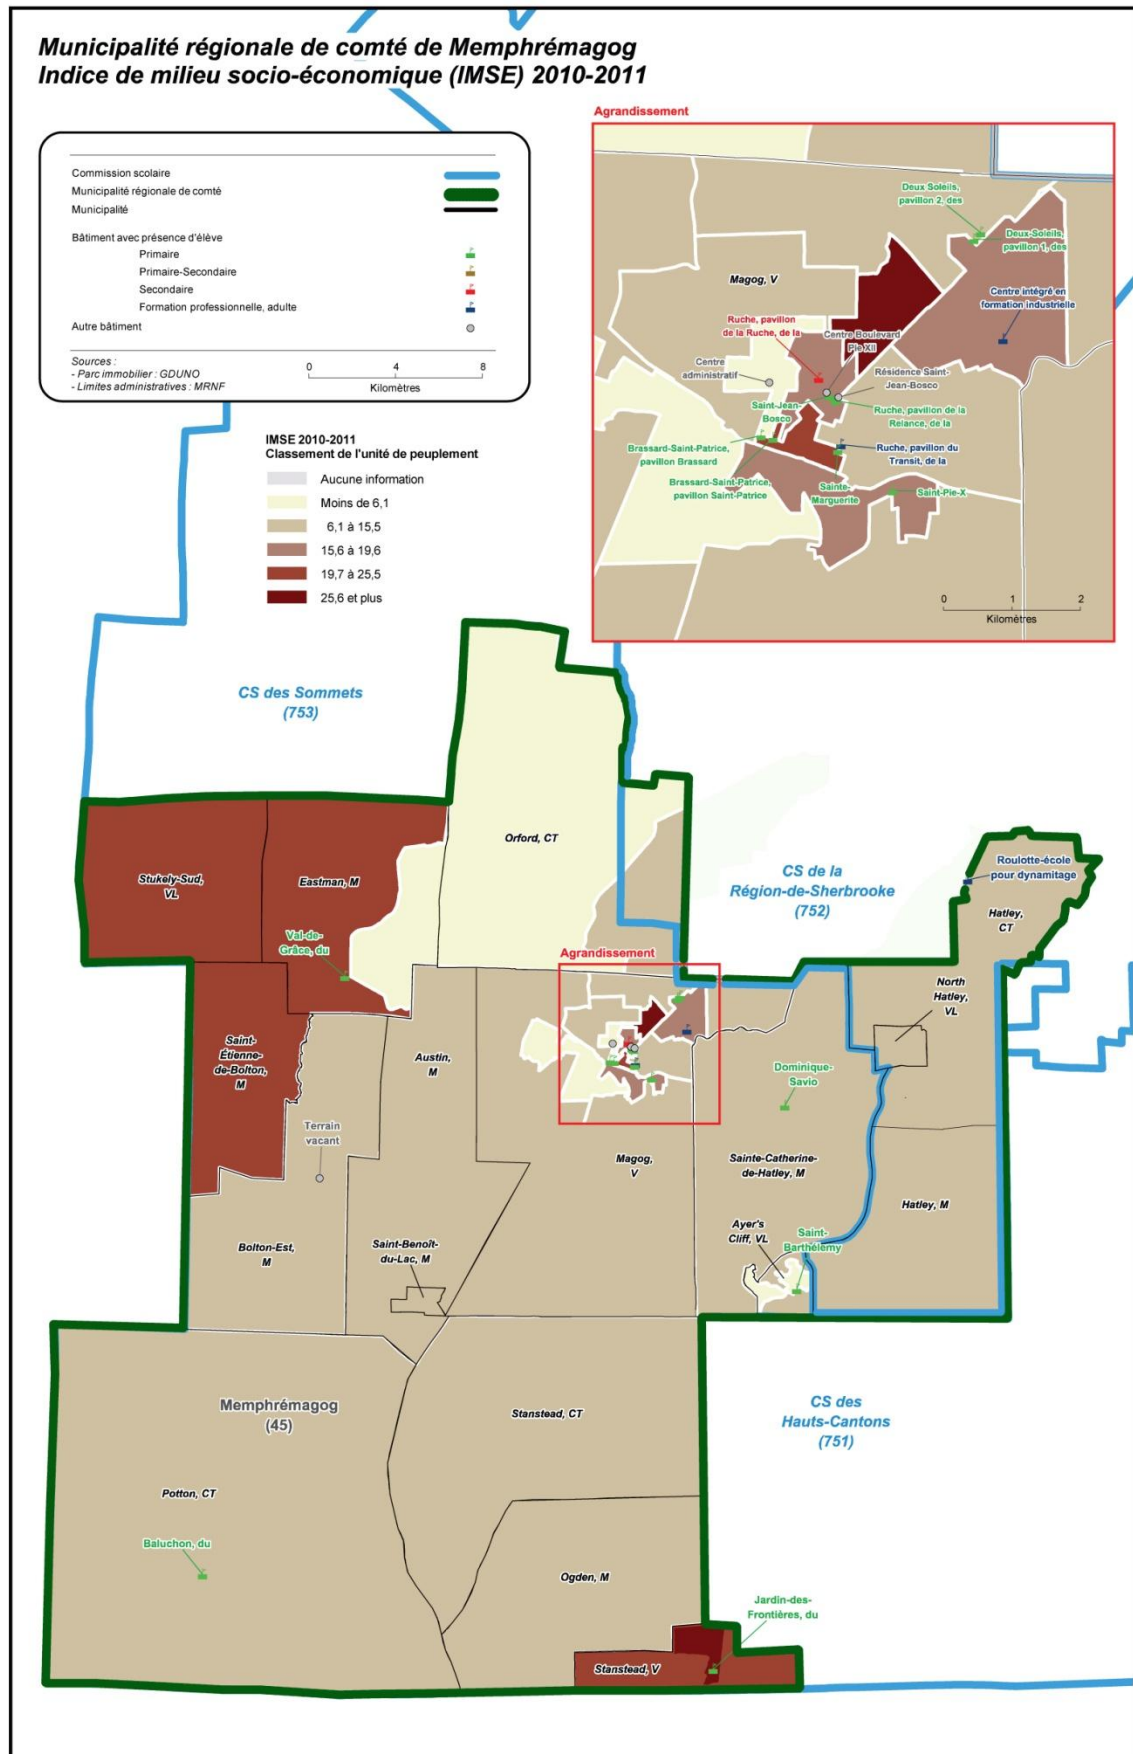 Municipalité régionale de comté de Memphrémagog
Indice de milieu socio-économique (IMSE) 2010-2011
Commission scolaire
Municipalité régionale de comté
Municipalité
Bâtiment avec présence d'élève
Primaire
Primaire-Secondaire
Secondaire
Formation professionnelle, adulte
Autre bâtiment
Sources :
- Parc immobilier : GDUNO
- Limites administratives : MRNF
0 4 8
Kilomètres
IMSE 2010-2011
Classement de l'unité de peuplement
Aucune information
Moins de 6,1
6,1 à 15,5
15,6 à 19,6
19,7 à 25,5
25,6 et plus
Agrandissement
Deux Soleils,
pavillon 2, des
Deux-Soleils,
pavillon 1, des
Magog, V
Centre intégré en
formation industrielle
Ruche, pavillon
de la Ruche, de la
Centre Boulevard
Pie XII
Centre
administratif
Résidence Saint-
Jean-Bosco
Saint-Jean-
Bosco
Ruche, pavillon de la
Relance, de la
Brassard-Saint-Patrice,
pavillon Brassard
Ruche, pavillon du
Transit, de la
Brassard-Saint-Patrice,
pavillon Saint-Patrice
Sainte-
Marguerite
Saint-Pie-X
0 1 2
Kilomètres
CS des Sommets
(753)
Orford, CT
CS de la
Région-de-Sherbrooke
(752)
Roulotte-école
pour dynamitage
Hatley,
CT
Stukely-Sud,
VL
Eastman, M
Val-de-
Grâce, du
Agrandissement
North
Hatley,
VL
Saint-
Étienne-
de-Bolton,
M
Austin,
M
Dominique-
Savio
Terrain
vacant
Magog,
V
Sainte-Catherine-
de-Hatley, M
Hatley, M
Ayer's
Cliff, VL
Saint-
Barthélemy
Bolton-Est,
M
Saint-Benoît-
du-Lac, M
Memphrémagog
(45)
Stanstead, CT
CS des
Hauts-Cantons
(751)
Potton, CT
Baluchon, du
Ogden, M
Jardin-des-
Frontières, du
Stanstead, V